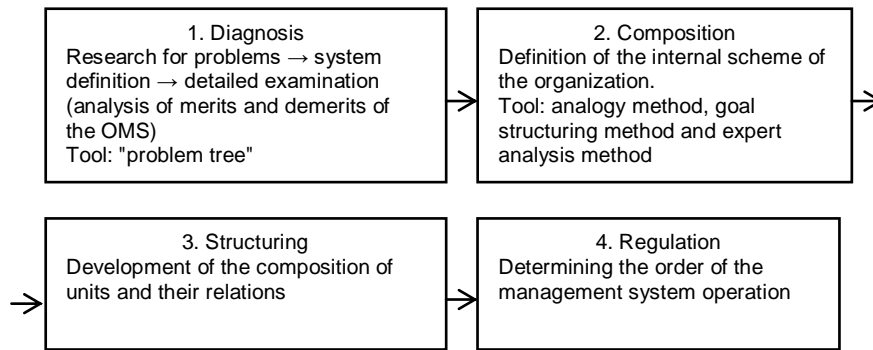 1. Diagnosis
Research for problems → system
definition → detailed examination
(analysis of merits and demerits of
the OMS)
Tool: "problem tree"
2. Composition
Definition of the internal scheme of
the organization.
Tool: analogy method, goal
structuring method and expert
analysis method
3. Structuring
Development of the composition of
units and their relations
4. Regulation
Determining the order of the
management system operation